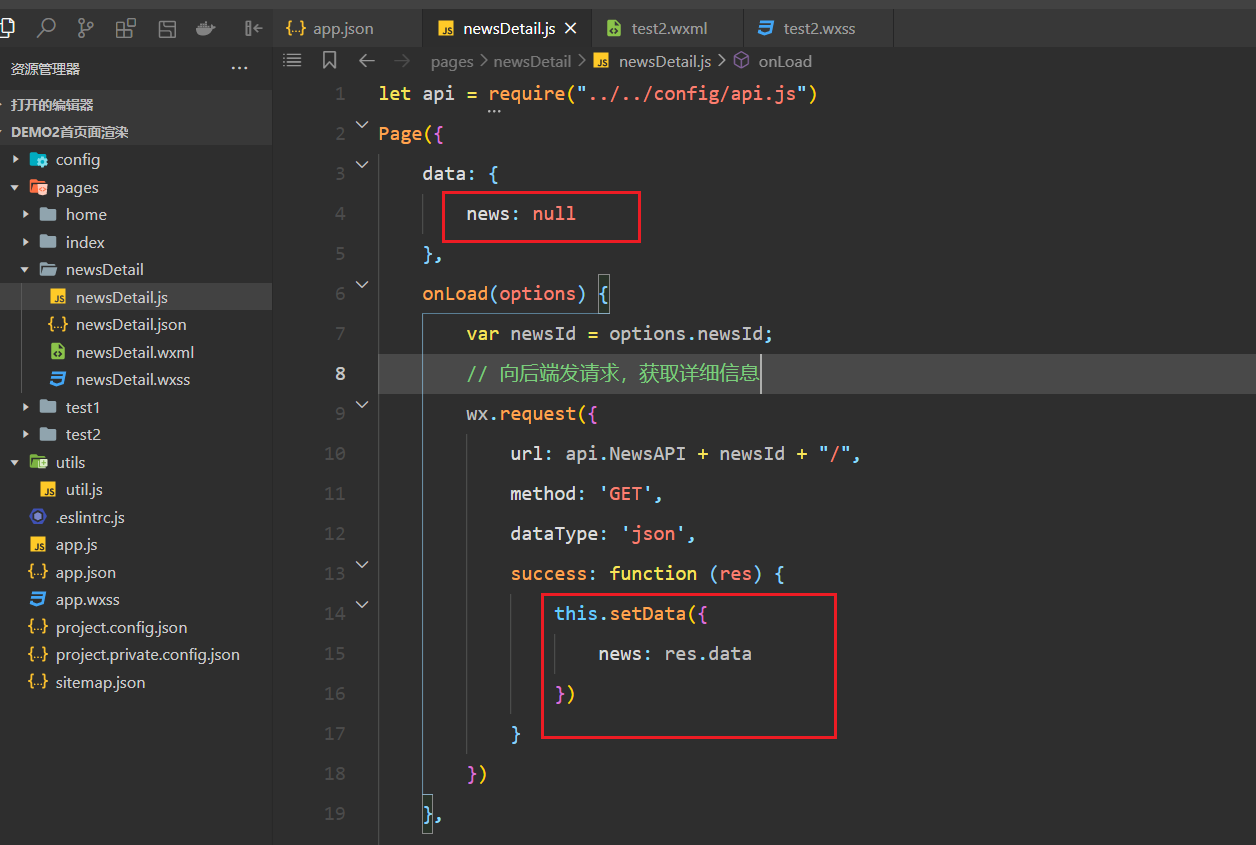 app.json
newsDetail.js
test2.wxml
test2.wxss
资源管理器
pages > newsDetail > newsDetail.js > onLoad
打开的编辑器
DEMO2首页面渲染
config
pages
home
index
newsDetail
newsDetail.js
newsDetail.json
newsDetail.wxml
newsDetail.wxss
test1
test2
utils
util.js
.eslintrc.js
app.js
app.json
app.wxss
project.config.json
project.private.config.json
sitemap.json
1 let api = require("../../config/api.js")
2 Page({
3 data: {
4 news: null
5 },
6 onLoad(options) {
7 var newsId = options.newsId;
8 // 向后端发请求，获取详细信息
9 wx.request({
10 url: api.NewsAPI + newsId + "/",
11 method: 'GET',
12 dataType: 'json',
13 success: function (res) {
14 this.setData({
15 news: res.data
16 })
17 }
18 })
19 },